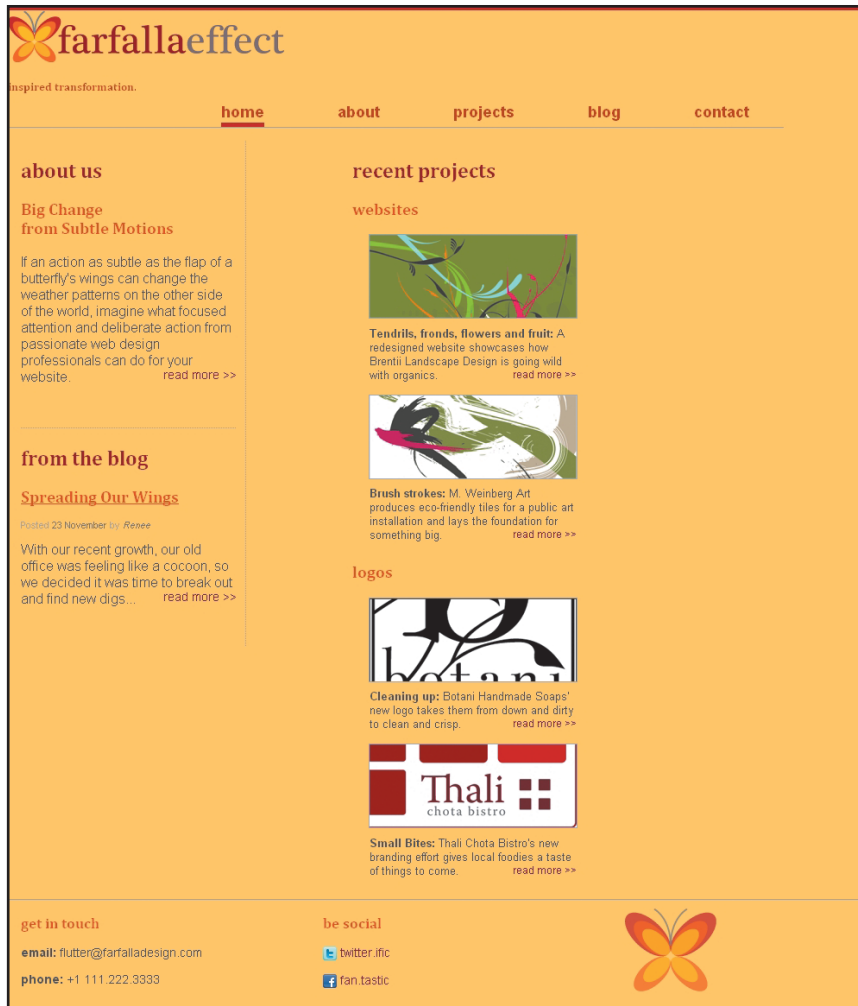 farfallaeffect
inspired transformation.
home about projects blog contact
about us
Big Change
from Subtle Motions
If an action as subtle as the flap of a
butterfly's wings can change the
weather patterns on the other side
of the world, imagine what focused
attention and deliberate action from
passionate web design
professionals can do for your
website. read more >>
from the blog
Spreading Our Wings
Posted 23 November by Renee
With our recent growth, our old
office was feeling like a cocoon, so
we decided it was time to break out
and find new digs... read more >>
recent projects
websites
Tendrils, fronds, flowers and fruit: A
redesigned website showcases how
Brentii Landscape Design is going wild
with organics. read more >>
Brush strokes: M. Weinberg Art
produces eco-friendly tiles for a public art
installation and lays the foundation for
something big. read more >>
logos
botani
Cleaning up: Botani Handmade Soaps'
new logo takes them from down and dirty
to clean and crisp. read more >>
Thali
chota bistro
Small Bites: Thali Chota Bistro's new
branding effort gives local foodies a taste
of things to come. read more >>
get in touch
email: flutter@farfalladesign.com
phone: +1 111.222.3333
be social
twitter.ific
fan.tastic